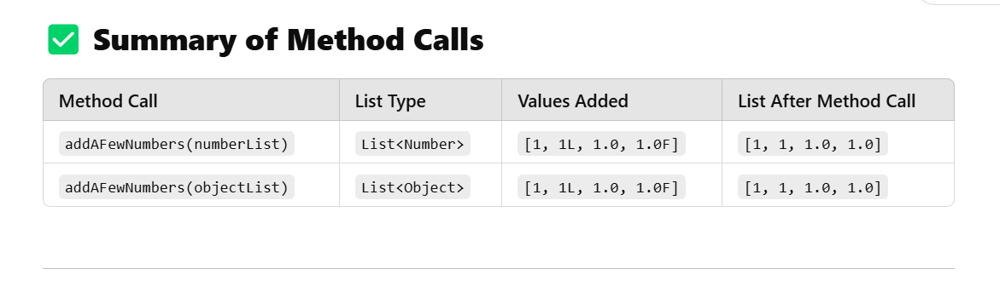 ✅ Summary of Method Calls
Method Call List Type Values Added List After Method Call
addAFewNumbers(numberList) List<Number> [1, 1L, 1.0, 1.0F] [1, 1, 1.0, 1.0]
addAFewNumbers(objectList) List<Object> [1, 1L, 1.0, 1.0F] [1, 1, 1.0, 1.0]